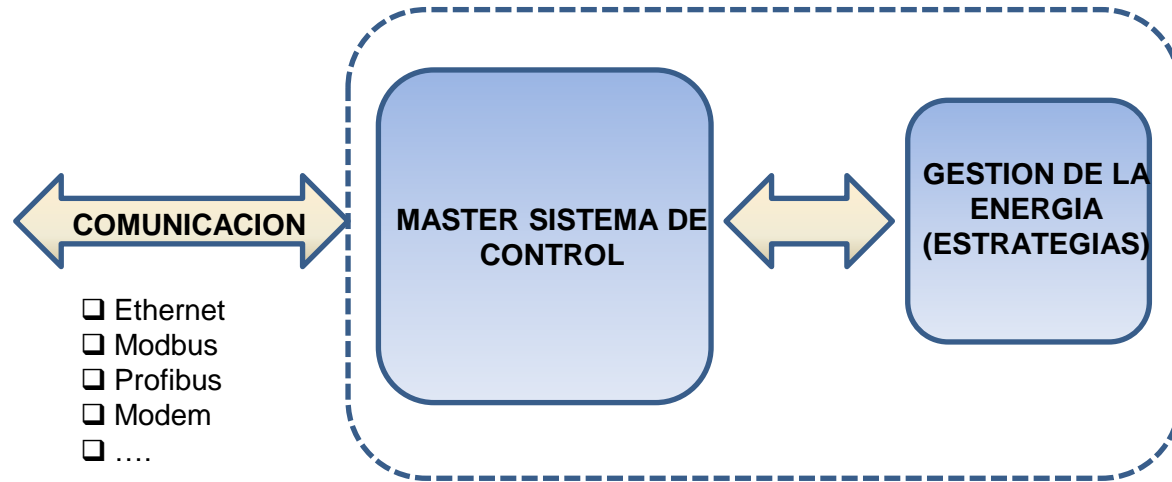 COMUNICACION
❑ Ethernet
❑ Modbus
❑ Profibus
❑ Modem
❑ ….
MASTER SISTEMA DE
CONTROL
GESTION DE LA
ENERGIA
(ESTRATEGIAS)